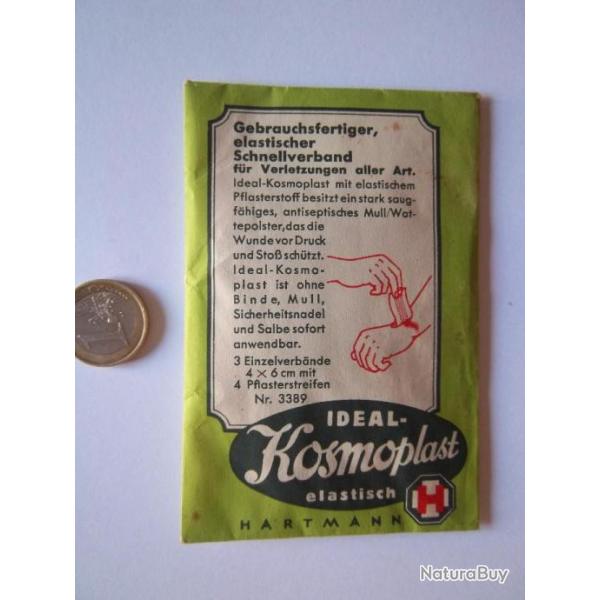 Gebrauchsfertiger,
elastischer
Schnellverband
für Verletzungen aller Art.
Ideal-Kosmoplast mit elastischem
Pflasterstoff besitzt ein stark saug-
fähiges, antiseptisches Mull/Wat-
tepolster, das die
Wunde vor Druck
und Stoß schützt.
Ideal-Kosmo-
plast ist ohne
Binde, Mull,
Sicherheitsnadel
und Salbe sofort
anwendbar.
3 Einzelverbände
4 × 6 cm mit
4 Pflasterstreifen
Nr. 3389
IDEAL-
Kosmoplast
elastisch
H
HARTMANN
1
NaturaBuy